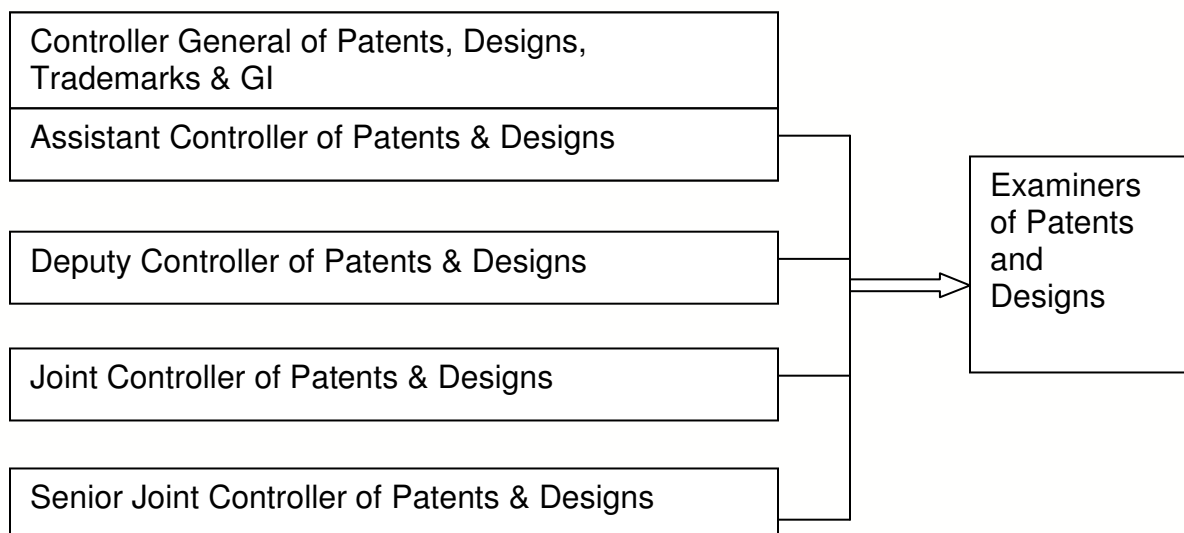 Controller General of Patents, Designs,
Trademarks & GI
Assistant Controller of Patents & Designs
Deputy Controller of Patents & Designs
Joint Controller of Patents & Designs
Senior Joint Controller of Patents & Designs
Examiners
of Patents
and
Designs